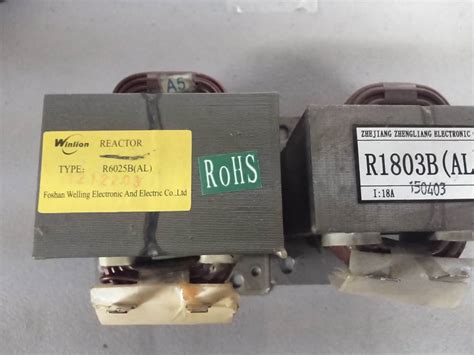 A5
Winlion REACTOR
TYPE: R6025B(AL)
Foshan Welling Electronic And Electric Co.,Ltd
RoHS
ZHEJIANG ZHENGLIANG ELECTRONIC
R1803B(AL
I:18A 150403